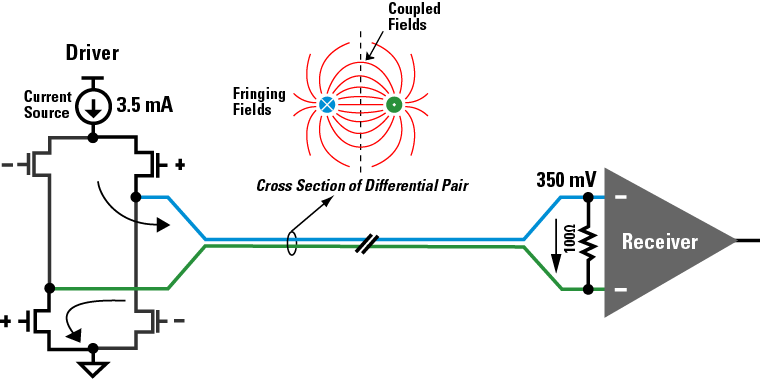 Coupled
Fields
Driver
Fringing
Fields
Current
Source
3.5 mA
−
+
Cross Section of Differential Pair
350 mV
−
100Ω
Receiver
−
+
−